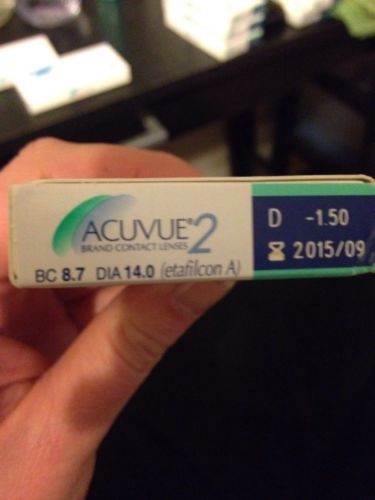 ACUVUE® 2
BRAND CONTACT LENSES
BC 8.7 DIA 14.0 (etafilcon A)
D -1.50
2015/09